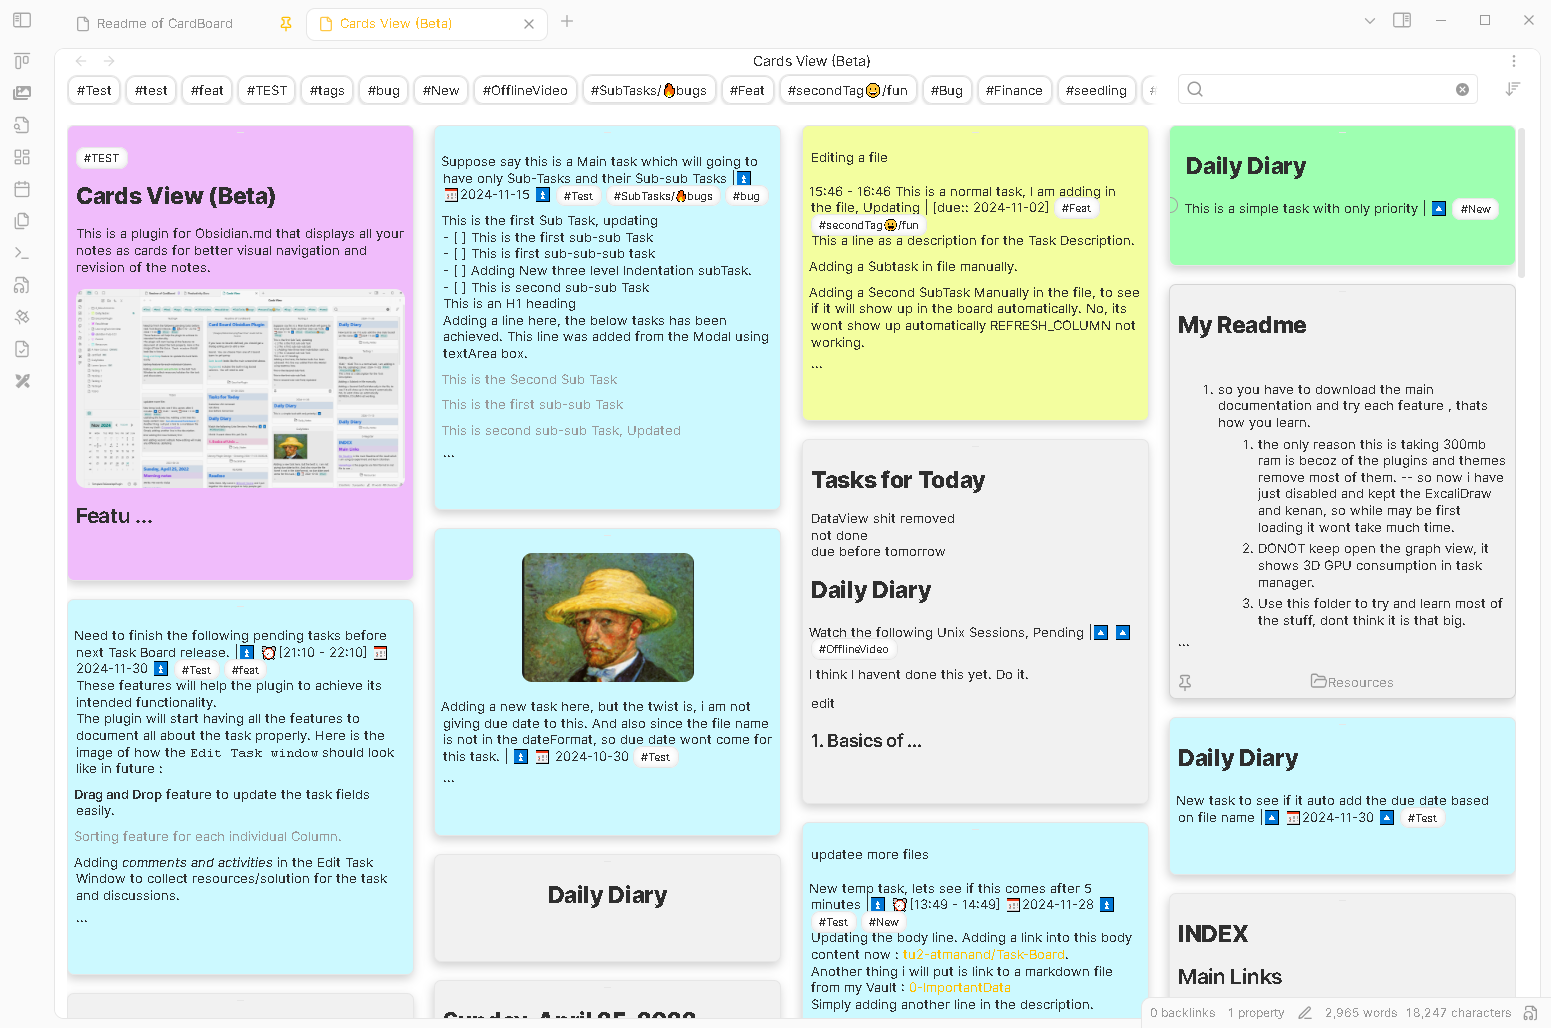 Readme of CardBoard
Cards View (Beta)
Cards View (Beta)
#Test
#test
#feat
#TEST
#tags
#bug
#New
#OfflineVideo
#SubTasks/🔥bugs
#Feat
#secondTag😀/fun
#Bug
#Finance
#seedling
#TEST
Cards View (Beta)
This is a plugin for Obsidian.md that displays all your
notes as cards for better visual navigation and
revision of the notes.
Featu ...
Need to finish the following pending tasks before
next Task Board release. | ⏫ ⏰[21:10 - 22:10] 📅
2024-11-30 ⏫ #Test #feat
These features will help the plugin to achieve its
intended functionality.
The plugin will start having all the features to
document all about the task properly. Here is the
image of how the Edit Task window should look
like in future :
Drag and Drop feature to update the task fields
easily.
Sorting feature for each individual Column.
Adding comments and activities in the Edit Task
Window to collect resources/solution for the task
and discussions.
...
Suppose say this is a Main task which will going to
have only Sub-Tasks and their Sub-sub Tasks |⏫
📅2024-11-15 ⏫ #Test #SubTasks/🔥bugs #bug
This is the first Sub Task, updating
- [ ] This is the first sub-sub Task
- [ ] This is first sub-sub-sub task
- [ ] Adding New three level Indentation subTask.
- [ ] This is second sub-sub Task
This is an H1 heading
Adding a line here, the below tasks has been
achieved. This line was added from the Modal using
textArea box.
This is the Second Sub Task
This is the first sub-sub Task
This is second sub-sub Task, Updated
...
Adding a new task here, but the twist is, i am not
giving due date to this. And also since the file name
is not in the dateFormat, so due date wont come for
this task. | ⏫ 📅 2024-10-30 #Test
...
Daily Diary
Sunday, April 25, 2022
Editing a file
15:46 - 16:46 This is a normal task, I am adding in
the file, Updating | [due:: 2024-11-02] #Feat
#secondTag😀/fun
This a line as a description for the Task Description.
Adding a Subtask in file manually.
Adding a Second SubTask Manually in the file, to see
if it will show up in the board automatically. No, its
wont show up automatically REFRESH_COLUMN not
working.
...
Tasks for Today
DataView shit removed
not done
due before tomorrow
Daily Diary
Watch the following Unix Sessions, Pending |🔼 🔼
#OfflineVideo
I think I havent done this yet. Do it.
edit
1. Basics of ...
updatee more files
New temp task, lets see if this comes after 5
minutes |⏫ ⏰[13:49 - 14:49] 📅2024-11-28 ⏫
#Test #New
Updating the body line. Adding a link into this body
content now : tu2-atmanand/Task-Board.
Another thing i will put is link to a markdown file
from my Vault : 0-ImportantData
Simply adding another line in the description.
Daily Diary
This is a simple task with only priority | 🔼 #New
My Readme
1. so you have to download the main
documentation and try each feature , thats
how you learn.
1. the only reason this is taking 300mb
ram is becoz of the plugins and themes
remove most of them. -- so now i have
just disabled and kept the ExcaliDraw
and kenan, so while may be first
loading it wont take much time.
2. DONOT keep open the graph view, it
shows 3D GPU consumption in task
manager.
3. Use this folder to try and learn most of
the stuff, dont think it is that big.
...
Resources
Daily Diary
New task to see if it auto add the due date based
on file name |🔼 📅2024-11-30 🔼 #Test
INDEX
Main Links
0 backlinks
1 property
2,965 words
18,247 characters